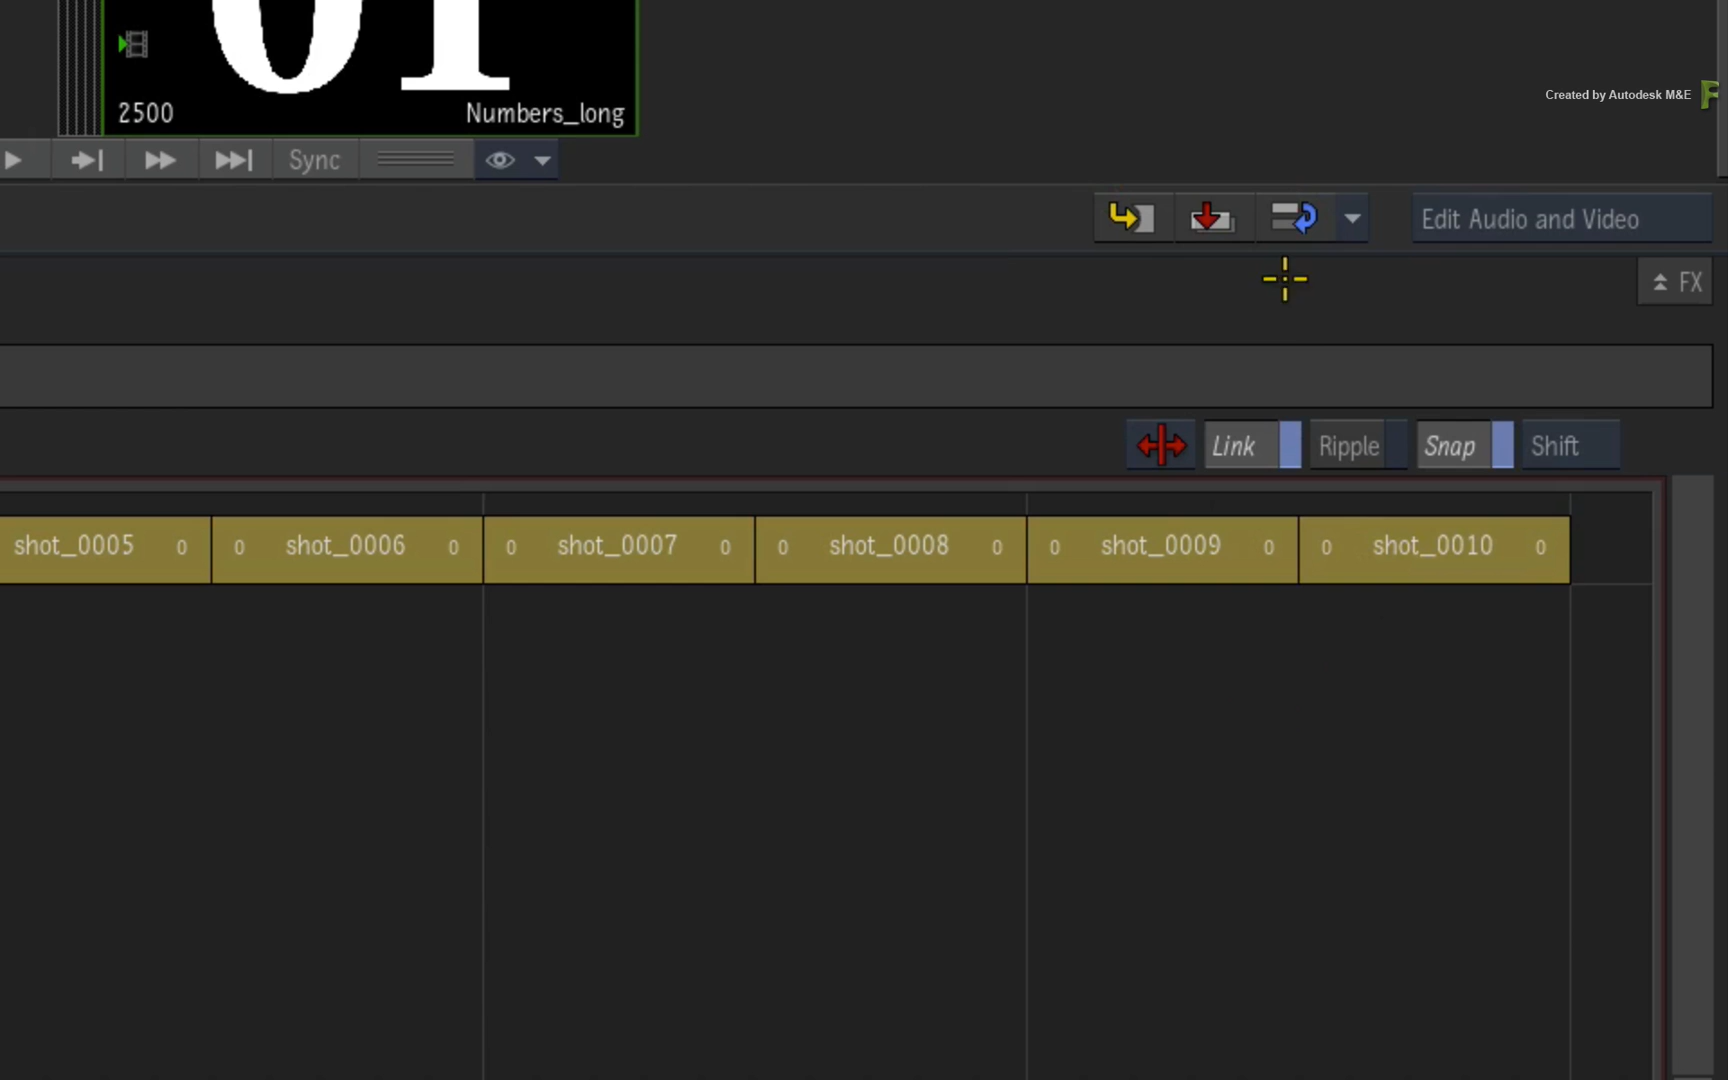 01
2500 Numbers_long
Created by Autodesk M&E
Sync
Edit Audio and Video
FX
Link Ripple Snap Shift
shot_0005 0 0 shot_0006 0 0 shot_0007 0 0 shot_0008 0 0 shot_0009 0 0 shot_0010 0